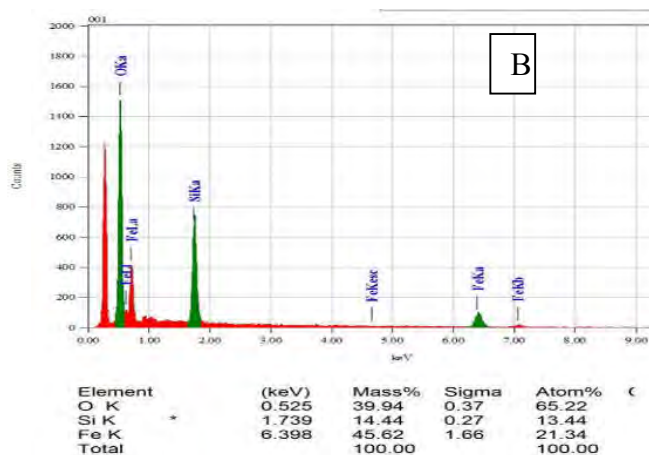 001
B
Counts
2000
1800
1600
1400
1200
1000
800
600
400
200
0
OKa
FeLl
FeLa
SiKa
FeKesc
FeKa
FeKb
0.00 1.00 2.00 3.00 4.00 5.00 6.00 7.00 8.00 9.00
keV
Element (keV) Mass% Sigma Atom%
O K 0.525 39.94 0.37 65.22
Si K * 1.739 14.44 0.27 13.44
Fe K 6.398 45.62 1.66 21.34
Total 100.00 100.00